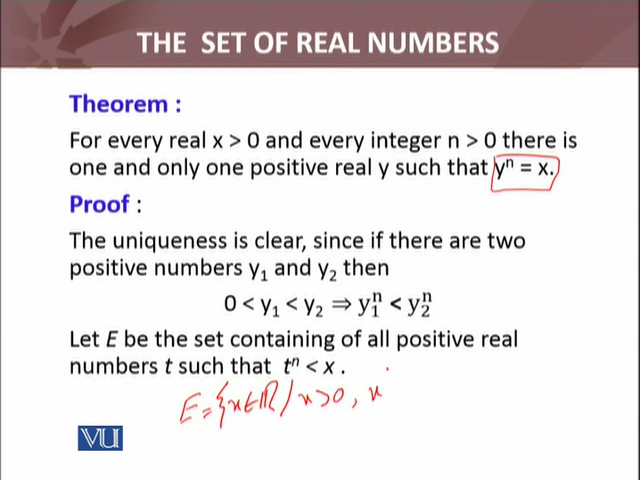 THE SET OF REAL NUMBERS
Theorem :
For every real x > 0 and every integer n > 0 there is
one and only one positive real y such that yⁿ = x.
Proof :
The uniqueness is clear, since if there are two
positive numbers y₁ and y₂ then
0 < y₁ < y₂ ⇒ y₁ⁿ < y₂ⁿ
Let E be the set containing of all positive real
numbers t such that tⁿ < x .
E = {x ∈ ℝ / x > 0, x
VU